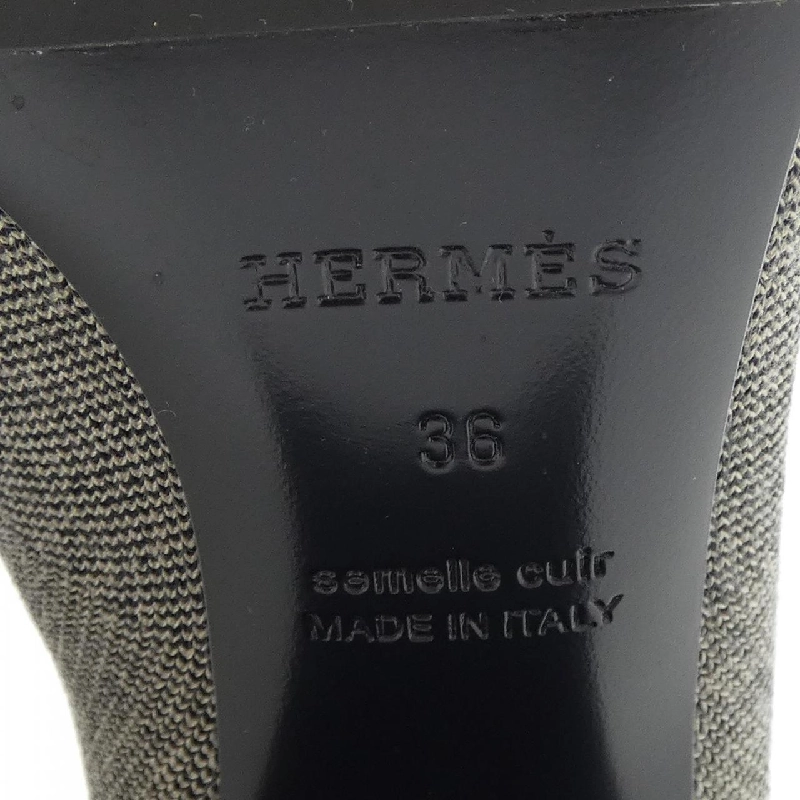 HERMÈS
36
semelle cuir
MADE IN ITALY